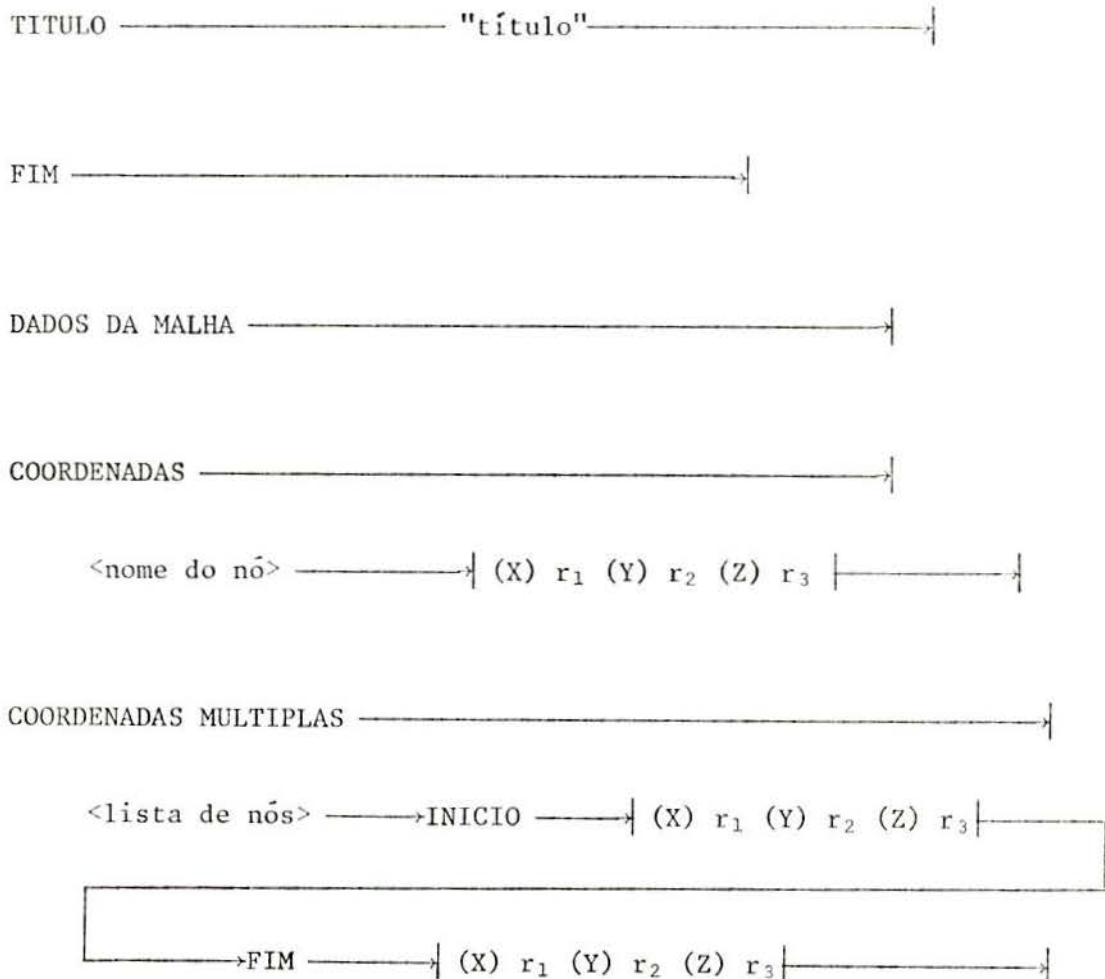 TITULO "título"
FIM
DADOS DA MALHA
COORDENADAS
<nome do nó> (X) r₁ (Y) r₂ (Z) r₃
COORDENADAS MULTIPLAS
<lista de nós> INICIO (X) r₁ (Y) r₂ (Z) r₃
FIM (X) r₁ (Y) r₂ (Z) r₃